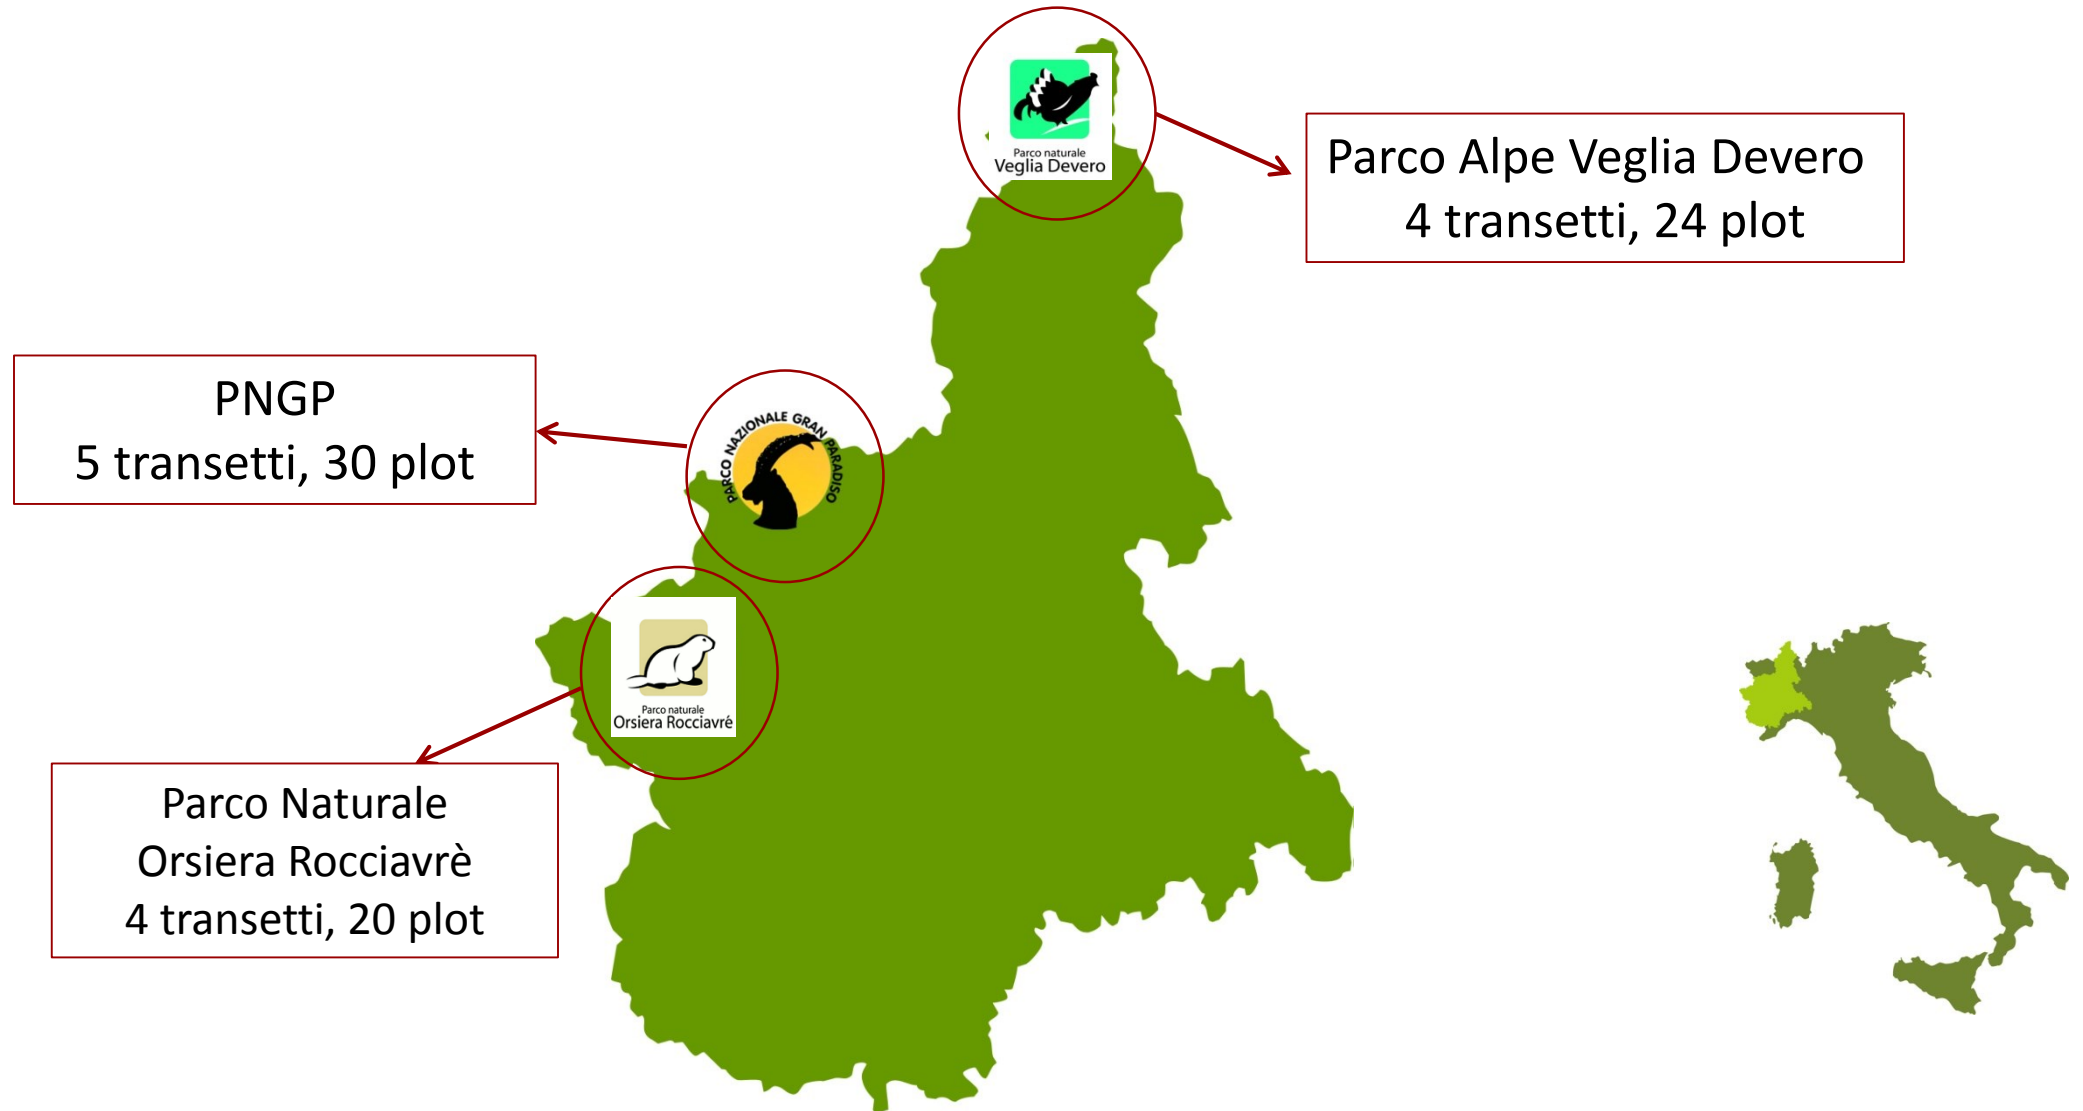 Parco naturale
Veglia Devero
Parco Alpe Veglia Devero
4 transetti, 24 plot
PNGP
5 transetti, 30 plot
PARCO NAZIONALE GRAN PARADISO
Parco naturale
Orsiera Rocciavré
Parco Naturale
Orsiera Rocciavrè
4 transetti, 20 plot